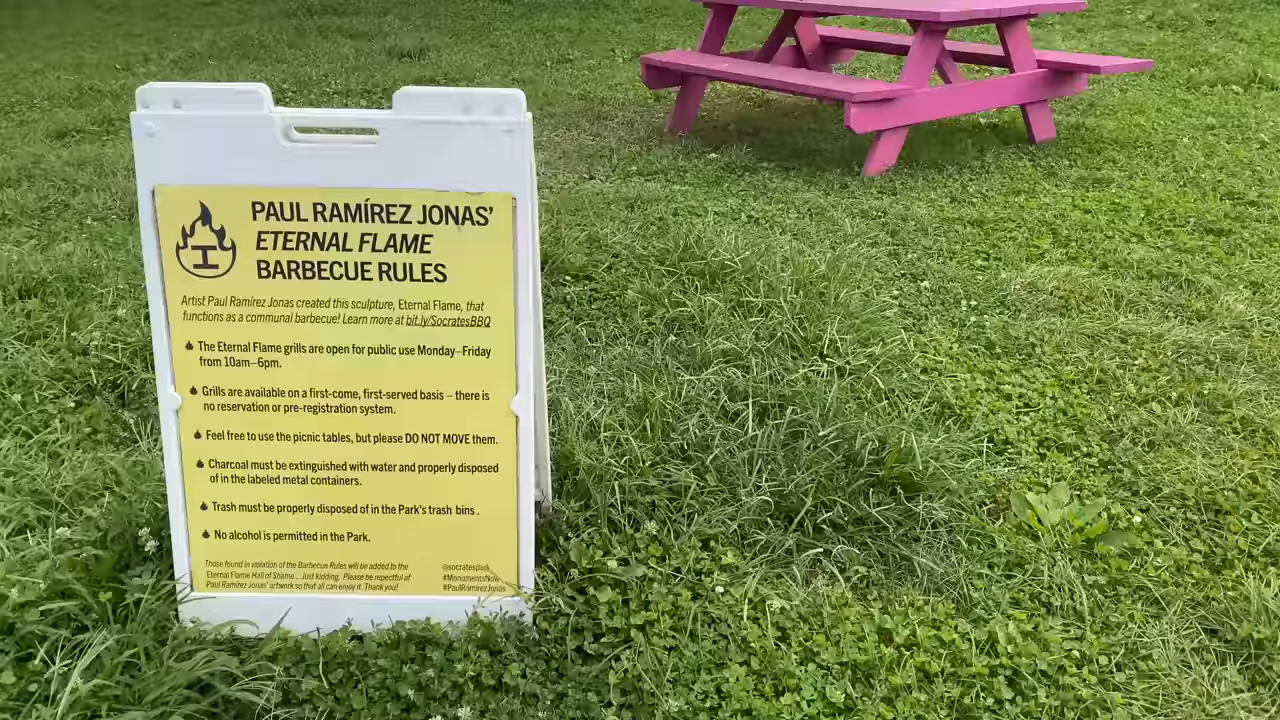 PAUL RAMÍREZ JONAS'
ETERNAL FLAME
BARBECUE RULES
Artist Paul Ramírez Jonas created this sculpture, Eternal Flame, that
functions as a communal barbecue! Learn more at bit.ly/SocratesBBQ
The Eternal Flame grills are open for public use Monday–Friday
from 10am–6pm.
Grills are available on a first-come, first-served basis – there is
no reservation or pre-registration system.
Feel free to use the picnic tables, but please DO NOT MOVE them.
Charcoal must be extinguished with water and properly disposed
of in the labeled metal containers.
Trash must be properly disposed of in the Park's trash bins.
No alcohol is permitted in the Park.
Those found in violation of the Barbecue Rules will be added to the
Eternal Flame Hall of Shame... Just kidding. Please be respectful of
Paul Ramírez Jonas' artwork so that all can enjoy it. Thank you!
@socratespark
#MonumentsNow
#PaulRamírezJonas